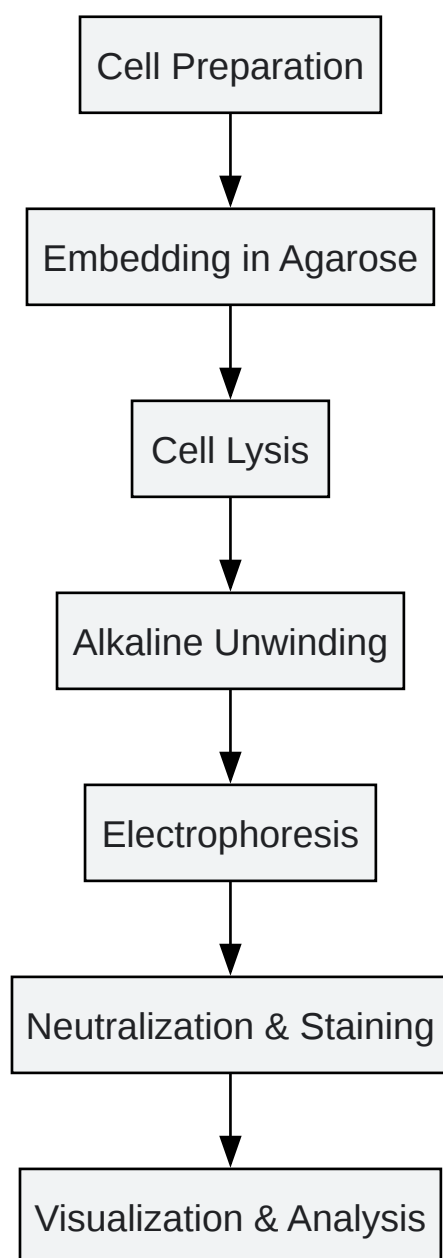 Cell Preparation
Embedding in Agarose
Cell Lysis
Alkaline Unwinding
Electrophoresis
Neutralization & Staining
Visualization & Analysis